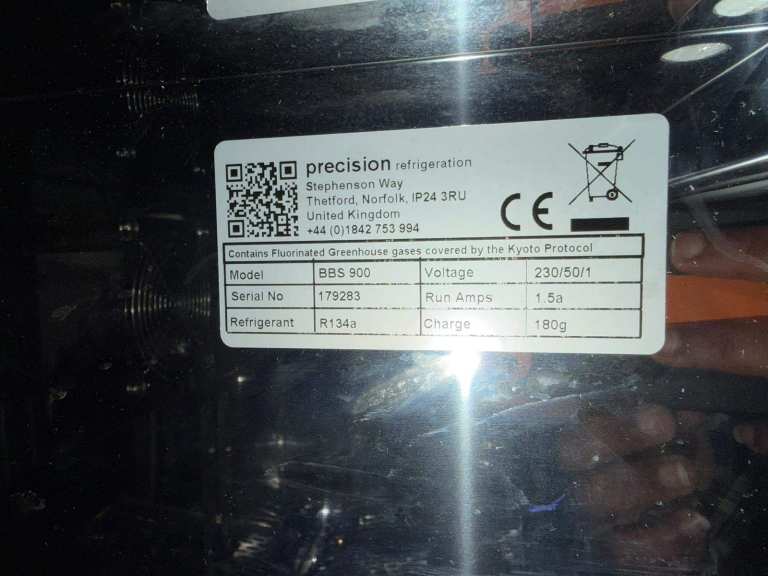 precision refrigeration
Stephenson Way
Thetford, Norfolk, IP24 3RU
United Kingdom
+44 (0)1842 753 994
CE
Contains Fluorinated Greenhouse gases covered by the Kyoto Protocol
Model BBS 900 Voltage 230/50/1
Serial No 179283 Run Amps 1.5a
Refrigerant R134a Charge 180g